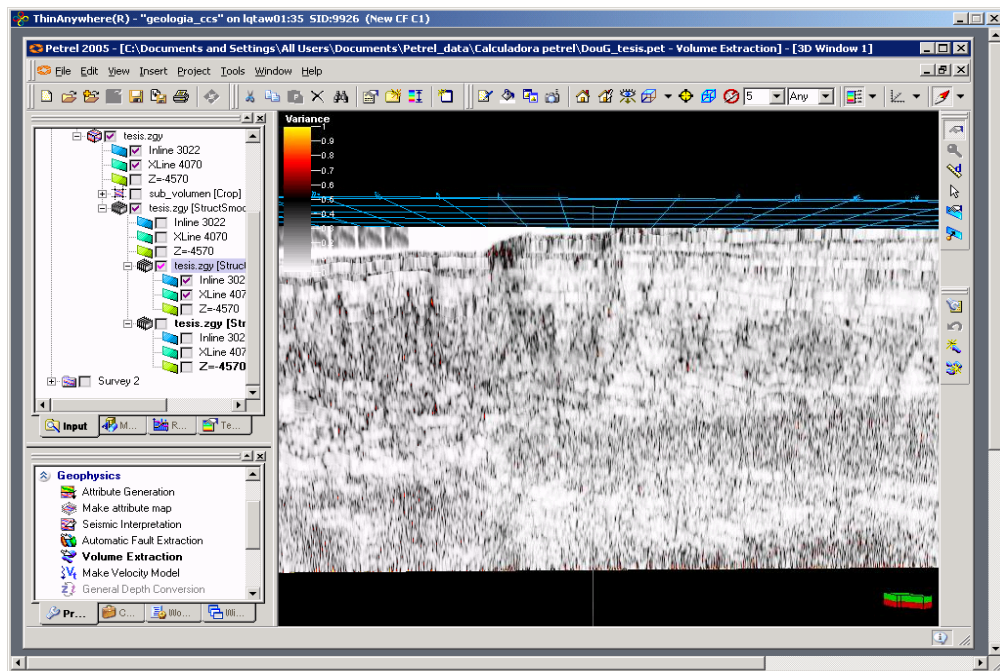 ThinAnywhere(R) - "geologia_ccs" on lqtaw01:35 SID:9926 (New CF C1)
Petrel 2005 - [C:\Documents and Settings\All Users\Documents\Petrel_data\Calculadora petrel\DouG_tesis.pet - Volume Extraction] - [3D Window 1]
File Edit View Insert Project Tools Window Help
5 Any
tesis.zgy
Inline 3022
XLine 4070
Z=-4570
sub_volumen [Crop]
tesis.zgy [StructSmoo
Inline 3022
XLine 4070
Z=-4570
tesis.zgy [Struct
Inline 302
XLine 407
Z=-4570
tesis.zgy [Str
Inline 302
XLine 407
Z=-4570
Survey 2
Input M... R... Te...
Geophysics
Attribute Generation
Make attribute map
Seismic Interpretation
Automatic Fault Extraction
Volume Extraction
Make Velocity Model
General Depth Conversion
Pr... C... Wo... Wi...
Variance
1
0.9
0.8
0.7
0.6
0.5
0.4